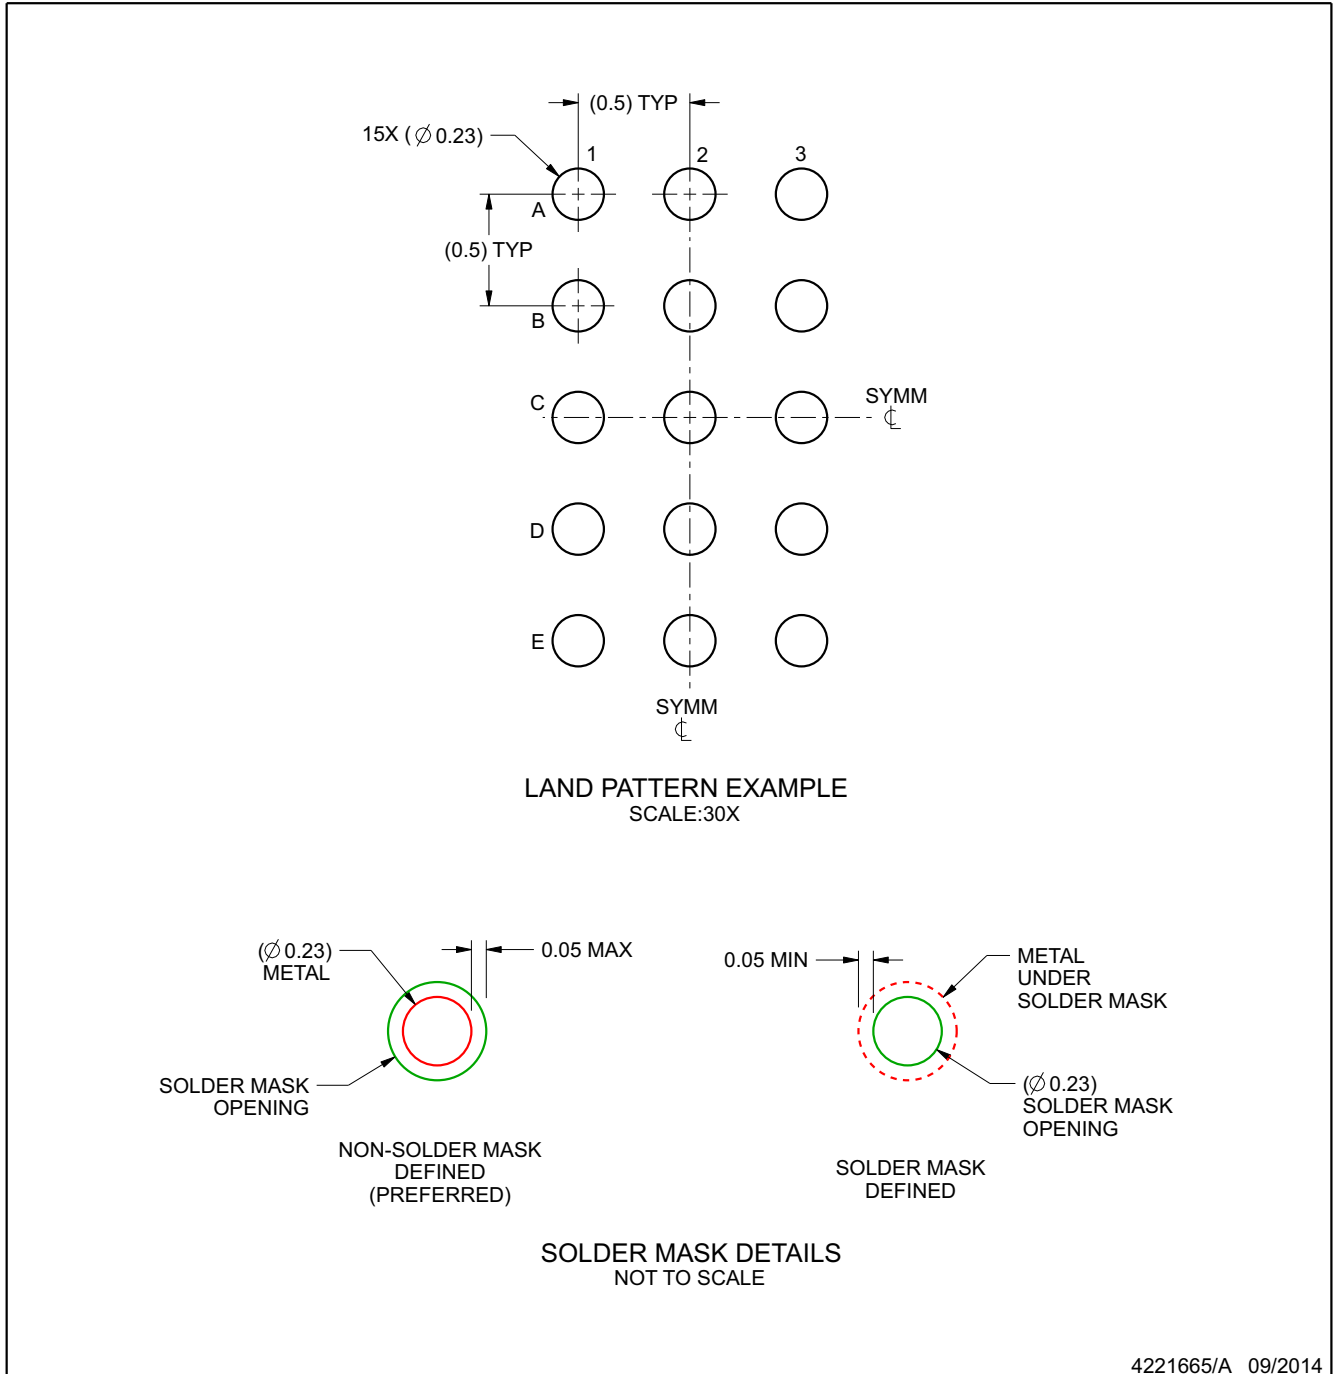 (0.5) TYP
15X (∅ 0.23)
1
2
3
A
(0.5) TYP
B
C
SYMM
℄
D
E
SYMM
℄
LAND PATTERN EXAMPLE
SCALE:30X
(∅ 0.23)
METAL
0.05 MAX
SOLDER MASK
OPENING
NON-SOLDER MASK
DEFINED
(PREFERRED)
0.05 MIN
METAL
UNDER
SOLDER MASK
(∅ 0.23)
SOLDER MASK
OPENING
SOLDER MASK
DEFINED
SOLDER MASK DETAILS
NOT TO SCALE
4221665/A 09/2014